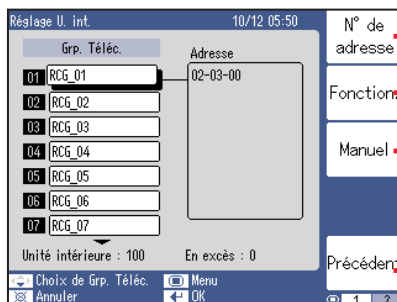 Réglage U. int. 10/12 05:50
Grp. Téléc. Adresse
01 RCG_01 02-03-00
02 RCG_02
03 RCG_03
04 RCG_04
05 RCG_05
06 RCG_06
07 RCG_07
Unité intérieure : 100 En excès : 0
Choix de Grp. Téléc. Menu
Annuler OK
N° de
adresse
Fonction
Manuel
Précédent
1 2